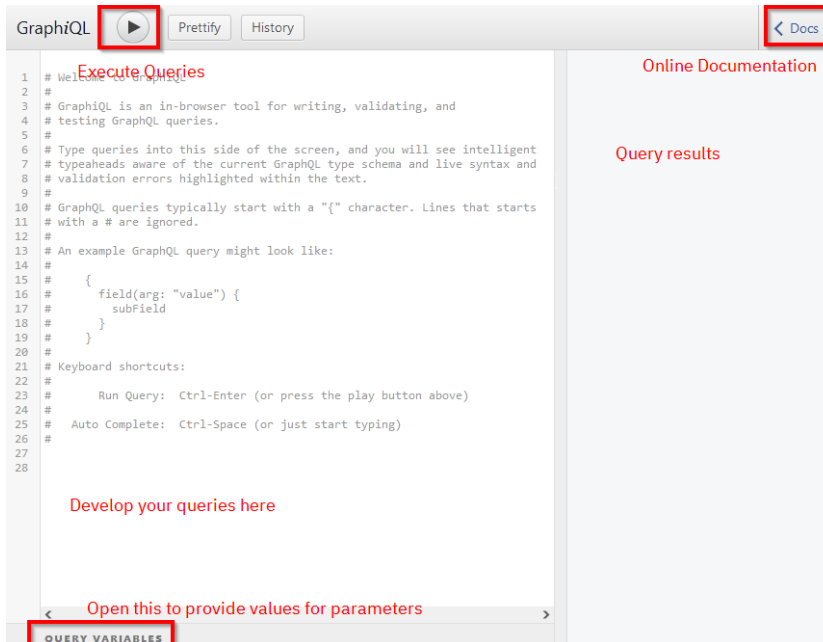 GraphiQL
Prettify
History
Docs
Execute Queries
Online Documentation
1 # Welcome to GraphiQL
2 #
3 # GraphiQL is an in-browser tool for writing, validating, and
4 # testing GraphQL queries.
5 #
6 # Type queries into this side of the screen, and you will see intelligent
7 # typeaheads aware of the current GraphQL type schema and live syntax and
8 # validation errors highlighted within the text.
9 #
10 # GraphQL queries typically start with a "{" character. Lines that starts
11 # with a # are ignored.
12 #
13 # An example GraphQL query might look like:
14 #
15 #     {
16 #       field(arg: "value") {
17 #         subField
18 #       }
19 #     }
20 #
21 # Keyboard shortcuts:
22 #
23 #       Run Query:  Ctrl-Enter (or press the play button above)
24 #
25 #   Auto Complete:  Ctrl-Space (or just start typing)
26 #
27
28
Query results
Develop your queries here
Open this to provide values for parameters
QUERY VARIABLES